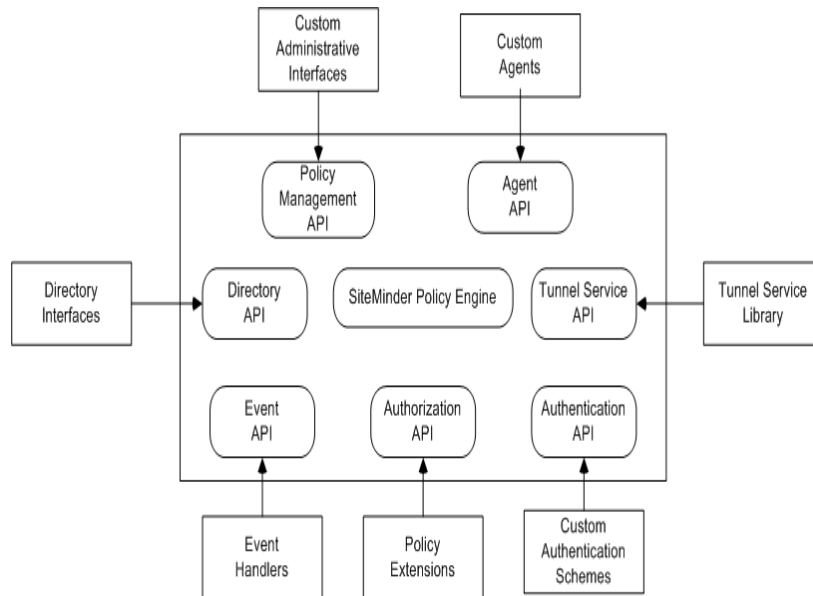 Custom
Administrative
Interfaces
Custom
Agents
Policy
Management
API
Agent
API
Directory
Interfaces
Directory
API
SiteMinder Policy Engine
Tunnel Service
API
Tunnel Service
Library
Event
API
Authorization
API
Authentication
API
Event
Handlers
Policy
Extensions
Custom
Authentication
Schemes